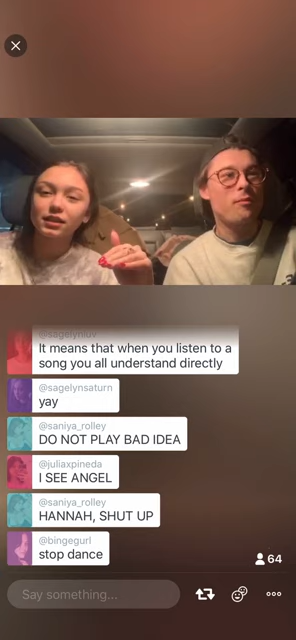 @sagelynluv
It means that when you listen to a
song you all understand directly
@sagelynsaturn
yay
@saniya_rolley
DO NOT PLAY BAD IDEA
@juliaxpineda
I SEE ANGEL
@saniya_rolley
HANNAH, SHUT UP
@bingegurl
stop dance
64
Say something...